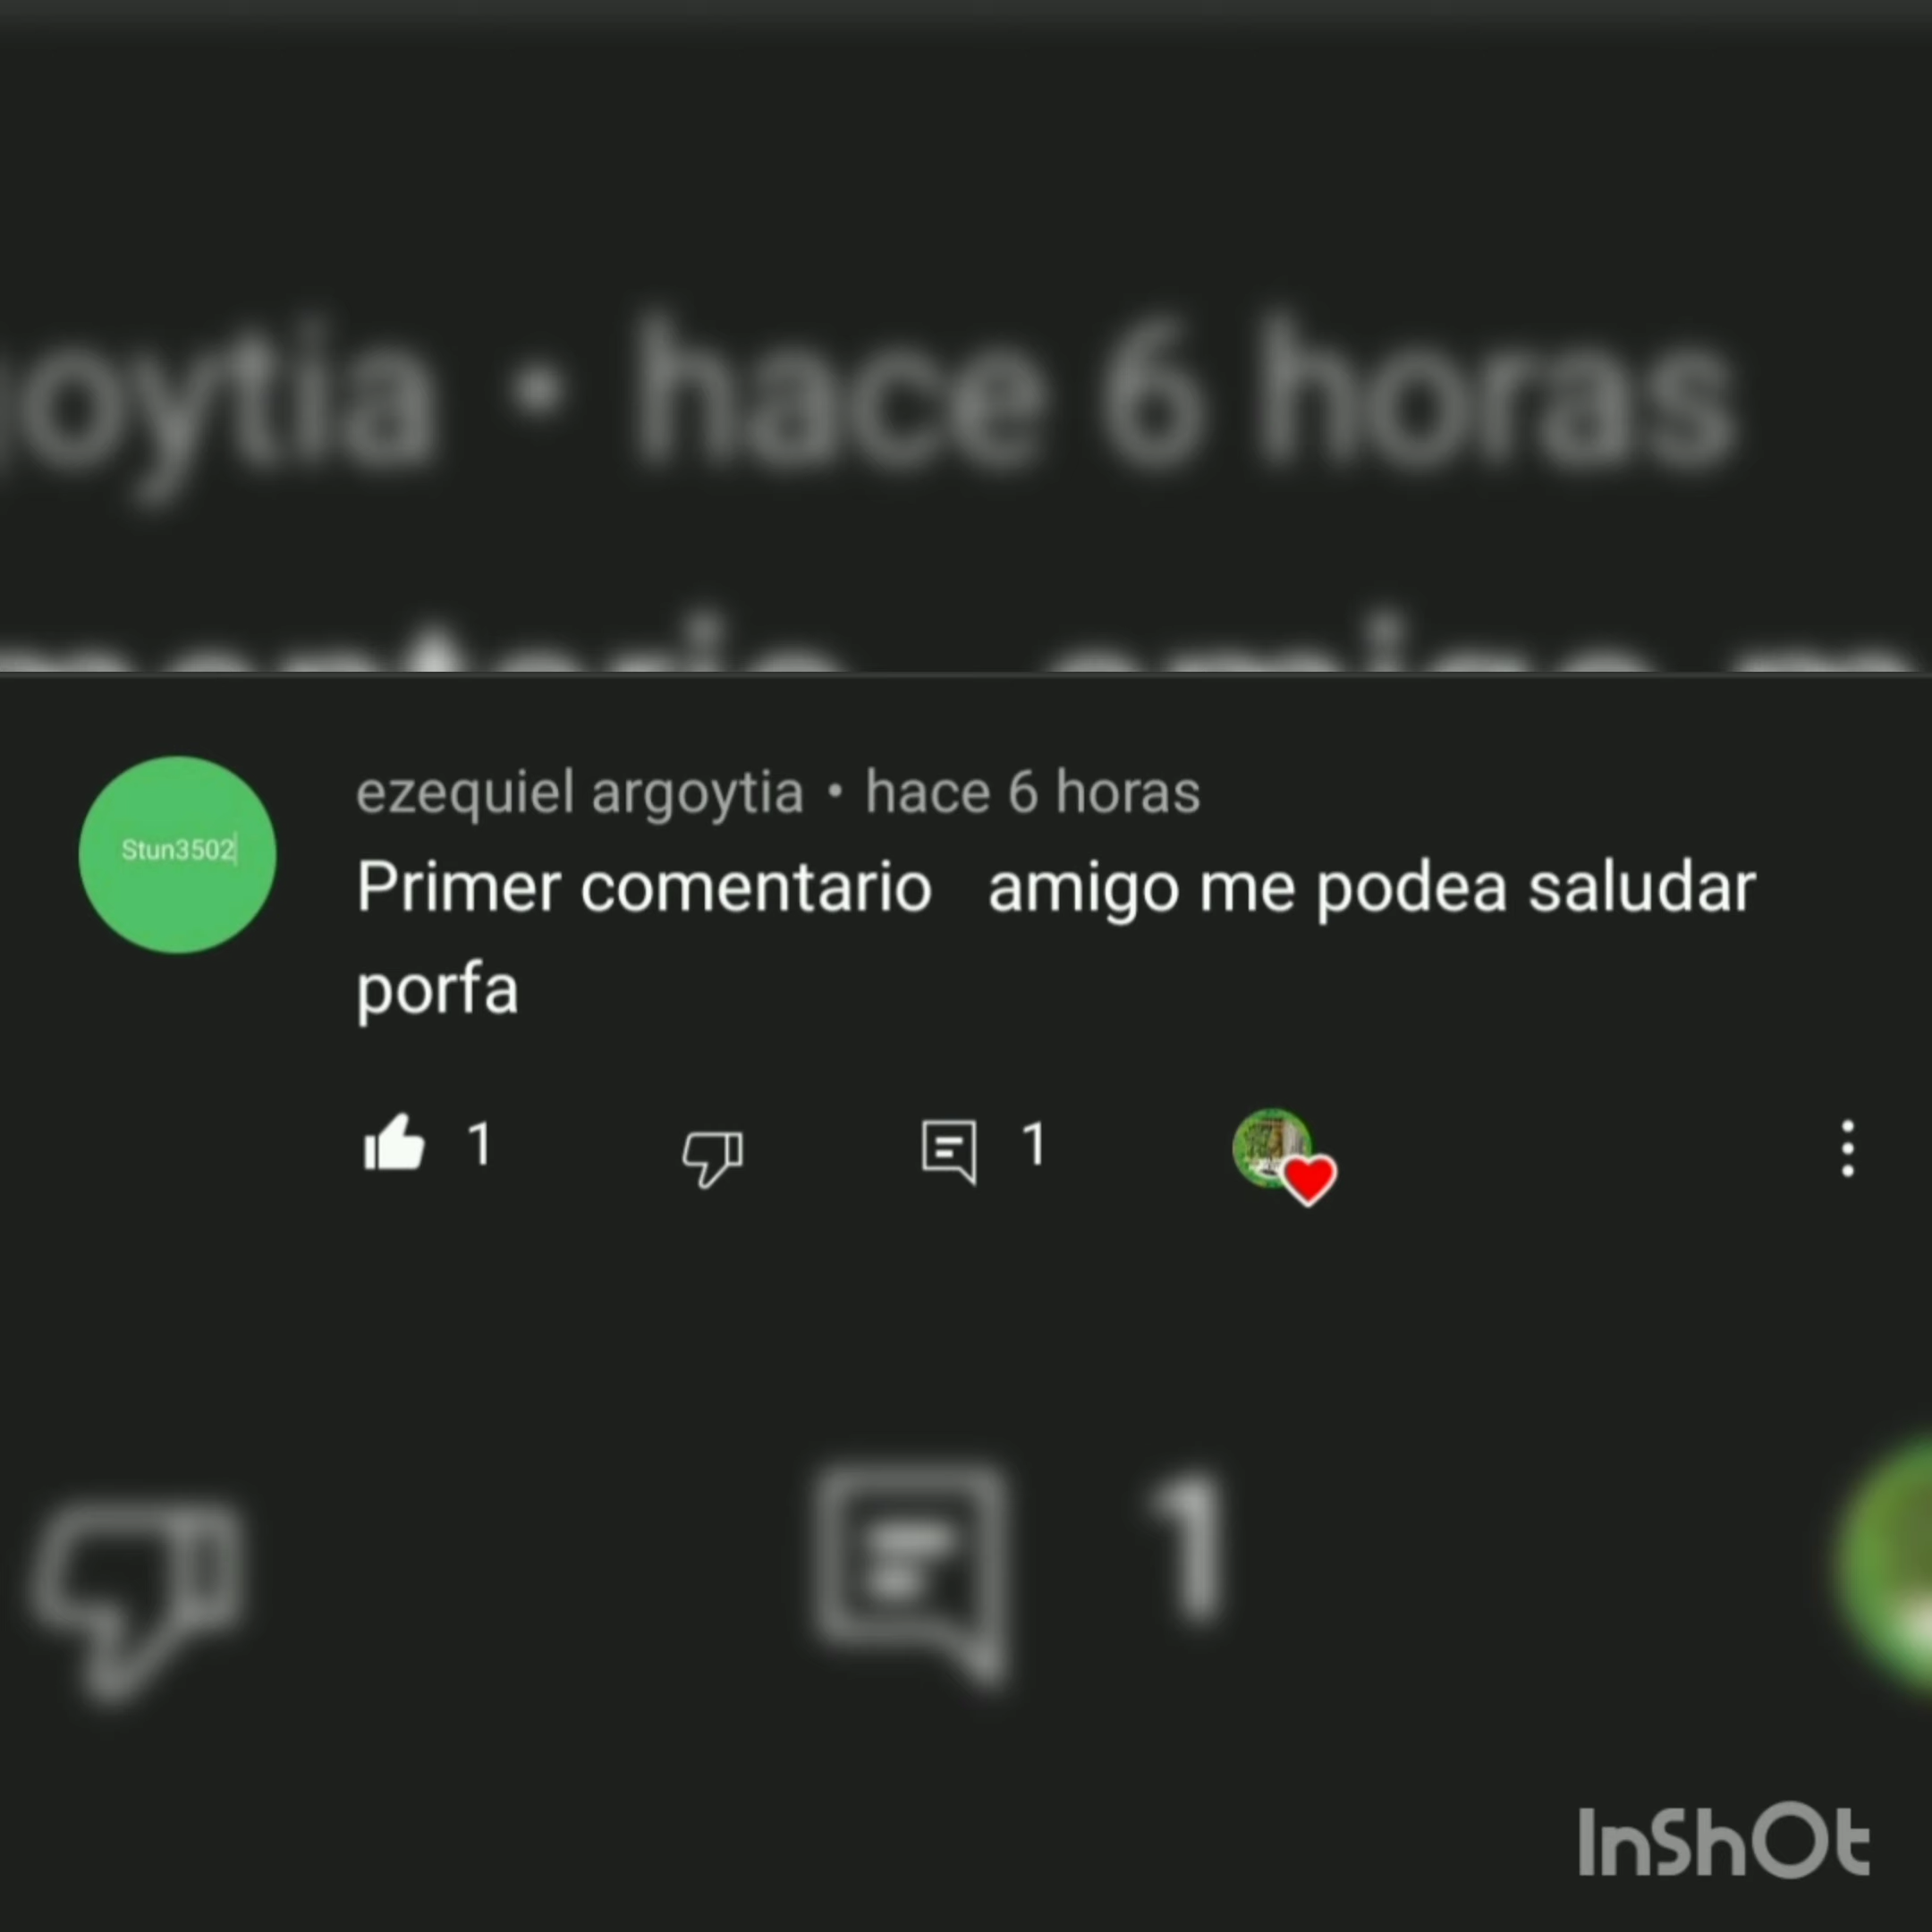 oytia • hace 6 horas
ezequiel argoytia • hace 6 horas
Stun3502
Primer comentario amigo me podea saludar
porfa
1
1
1
InShOt